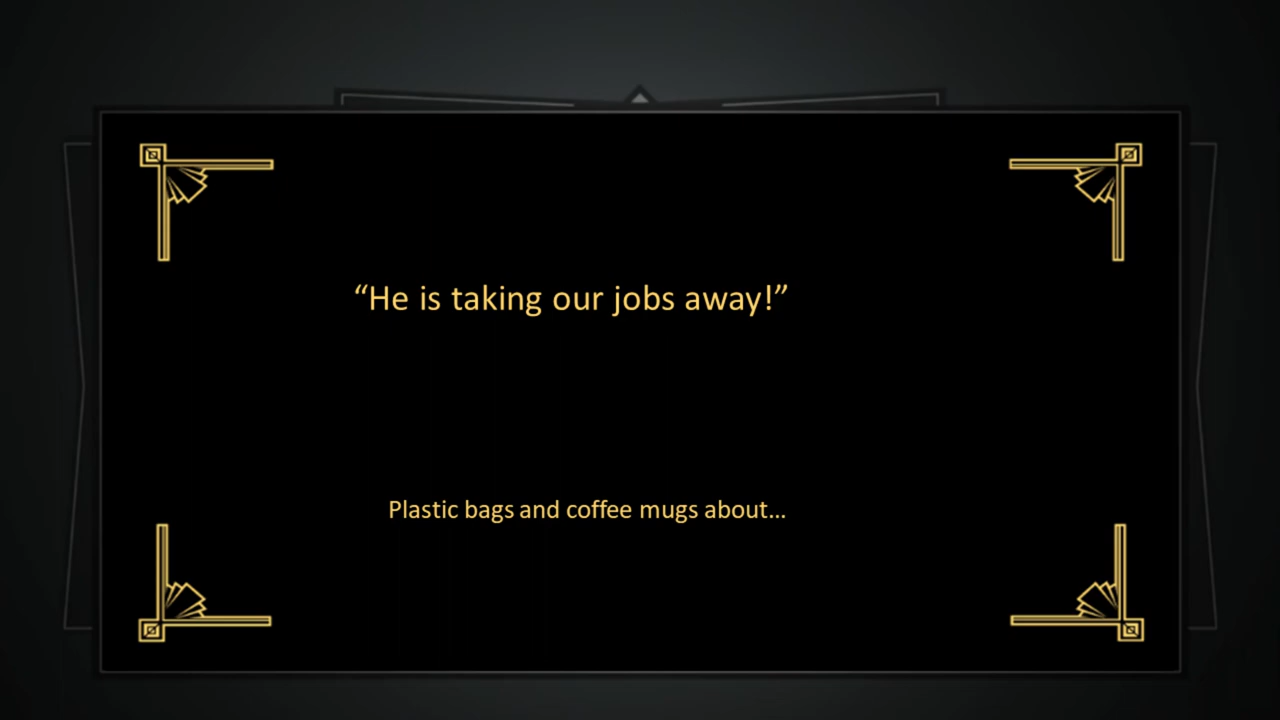 “He is taking our jobs away!”
Plastic bags and coffee mugs about...